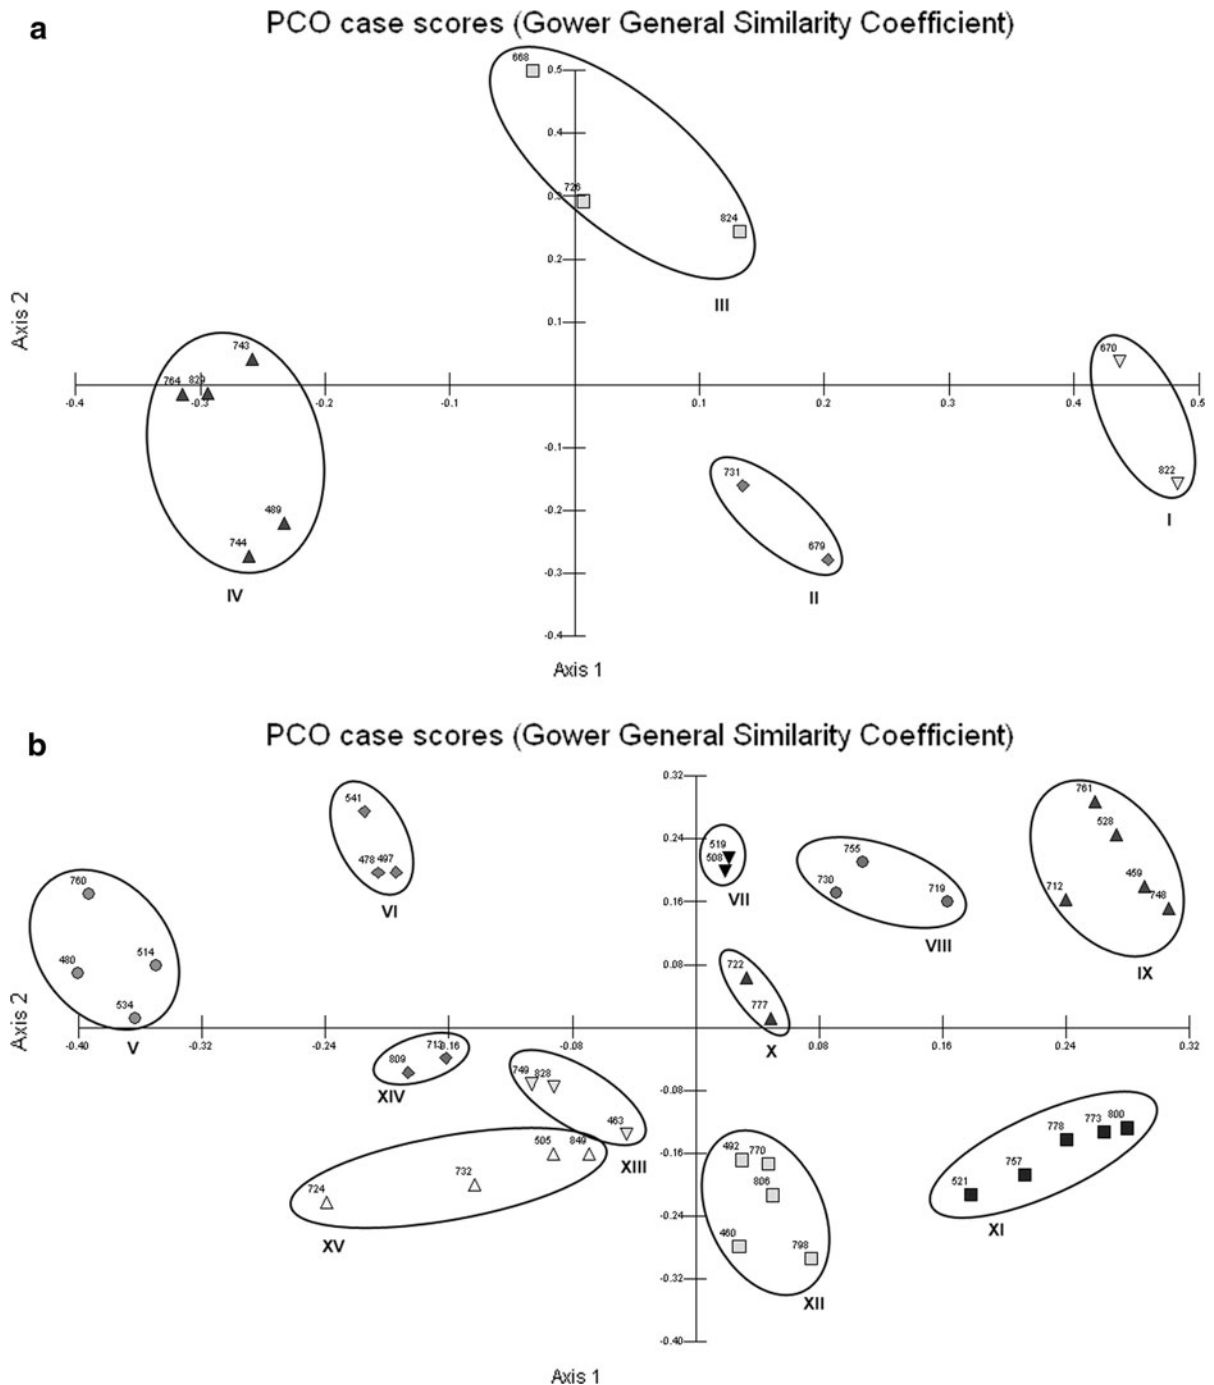 a
PCO case scores (Gower General Similarity Coefficient)
668
0.5
0.4
726
0.3
824
0.2
III
0.1
743
670
764 829
-0.4 -0.3 -0.2 -0.1 0.1 0.2 0.3 0.4 0.5
Axis 2
-0.1
731
822
-0.2
489
I
744
679
-0.3
IV
II
-0.4
Axis 1
b
PCO case scores (Gower General Similarity Coefficient)
0.32
541
761
528
0.24
519
755
478 497
508
760
730
719
459
712
748
0.16
VI
VII
VIII
514
480
722
0.08
IX
534
777
Axis 2
-0.40 -0.32 -0.24 -0.16 -0.08 0.08 0.16 0.24 0.32
V
713
X
809
749 828
XIV
-0.08
463
800
773
778
505 849
492 770
-0.16
XIII
732
757
724
806
521
-0.24
XI
XV
460
798
-0.32
XII
-0.40
Axis 1